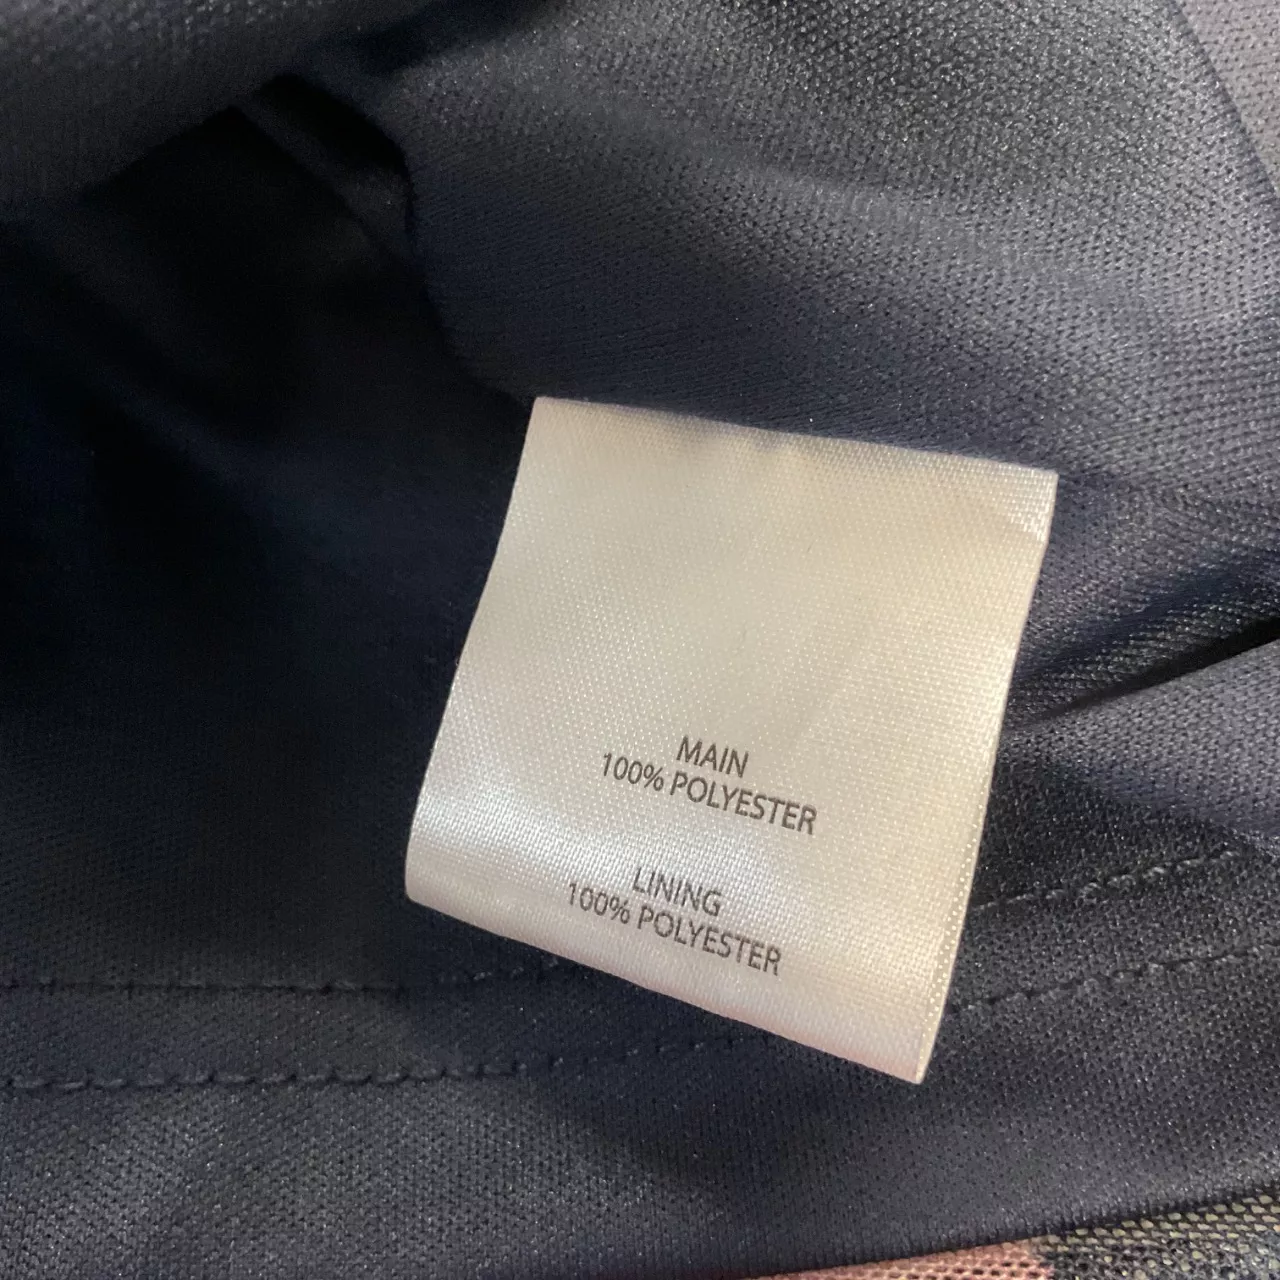 MAIN
100% POLYESTER
LINING
100% POLYESTER